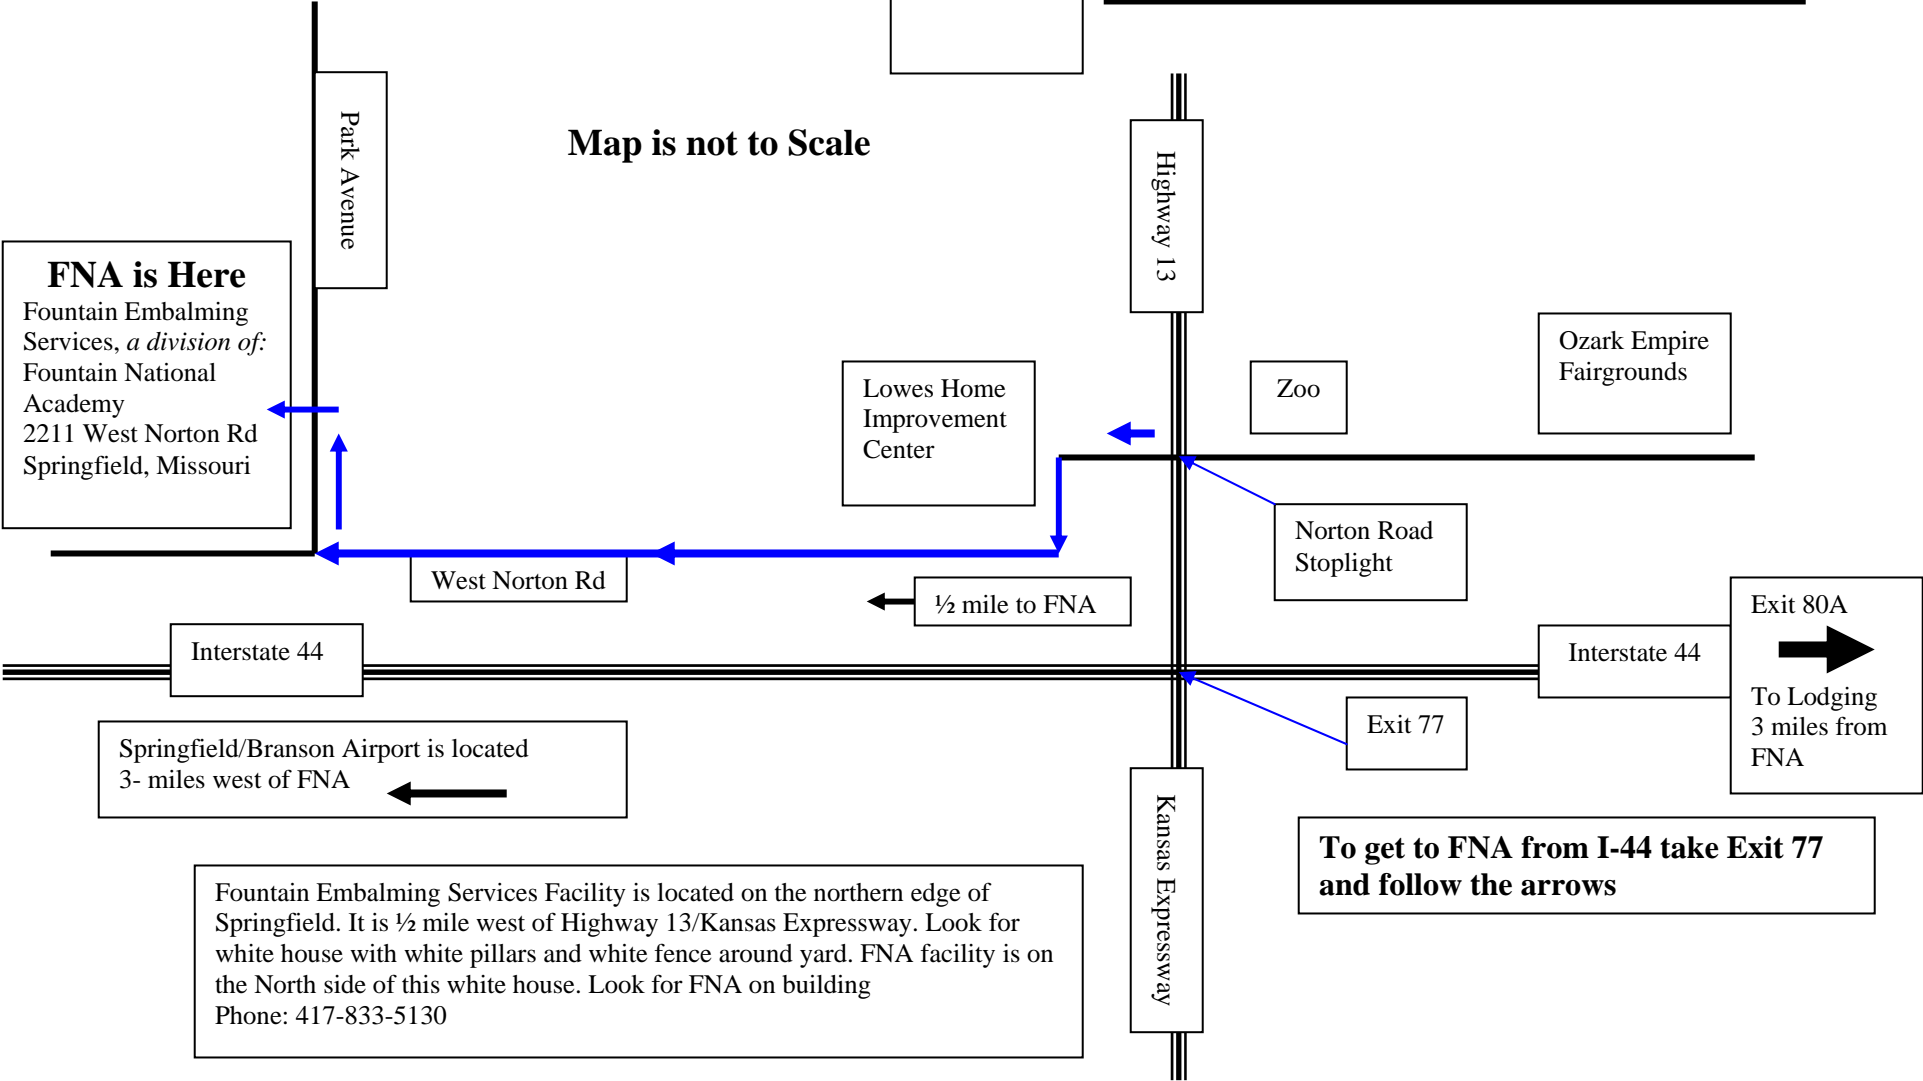 Park Avenue
Map is not to Scale
Highway 13
FNA is Here
Fountain Embalming
Services, a division of:
Fountain National
Academy
2211 West Norton Rd
Springfield, Missouri
Lowes Home
Improvement
Center
Zoo
Ozark Empire
Fairgrounds
Norton Road
Stoplight
West Norton Rd
½ mile to FNA
Interstate 44
Interstate 44
Exit 80A
To Lodging
3 miles from
FNA
Exit 77
Springfield/Branson Airport is located
3- miles west of FNA
Kansas Expressway
To get to FNA from I-44 take Exit 77
and follow the arrows
Fountain Embalming Services Facility is located on the northern edge of
Springfield. It is ½ mile west of Highway 13/Kansas Expressway. Look for
white house with white pillars and white fence around yard. FNA facility is on
the North side of this white house. Look for FNA on building
Phone: 417-833-5130